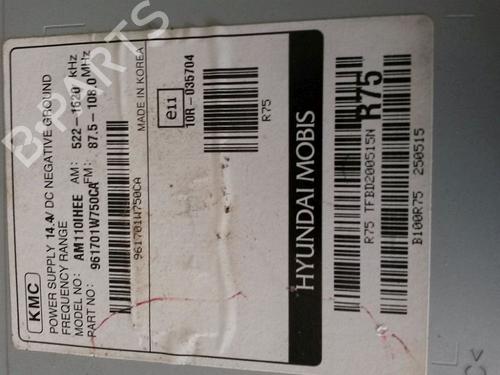 KMC
POWER SUPPLY 14.4V DC NEGATIVE GROUND
FREQUENCY RANGE
MODEL NO: AM110IHEE AM: 522-1620 kHz
PART NO: 961701W750CA FM: 87.5-108.0 MHz
961701W750CA
MADE IN KOREA
e11
10R-035704
R75
HYUNDAI MOBIS
R75
R75 TFBD200515N
B100R75 250515
B-PARTS